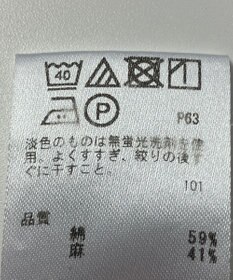 40
P
P63
淡色のものは無蛍光洗剤を使
用、よくすすぎ、絞りの後す
ぐに干すこと。
101
品質
綿 59%
麻 41%